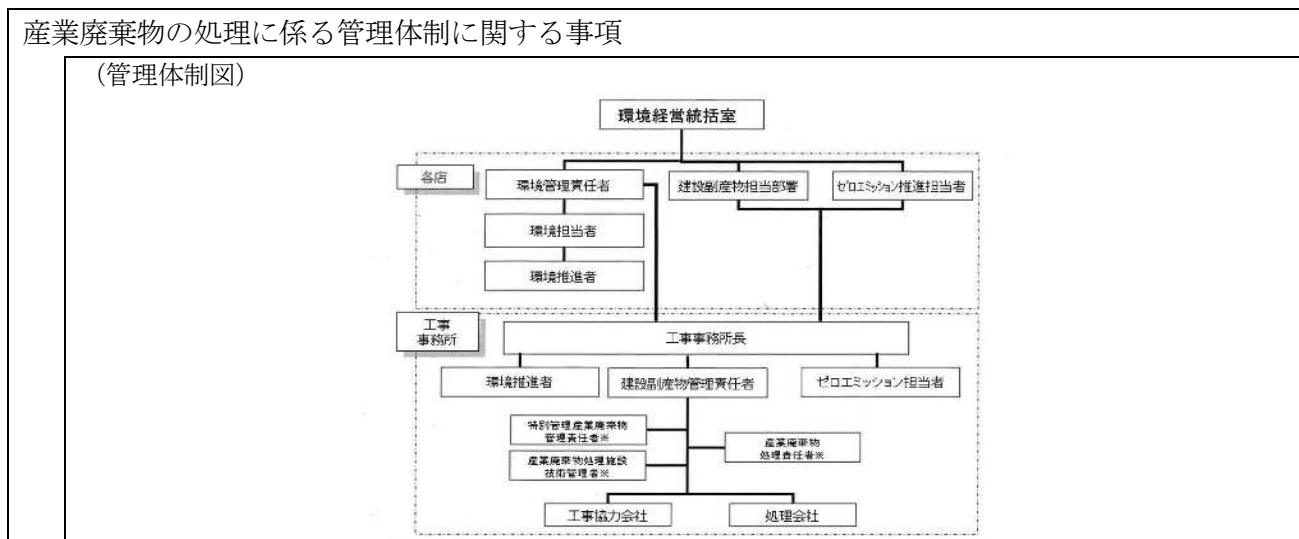 産業廃棄物の処理に係る管理体制に関する事項
（管理体制図）
環境経営統括室
各店
環境管理責任者
建設副産物担当部署
ゼロエミッション推進担当者
環境担当者
環境推進者
工事
事務所
工事事務所長
環境推進者
建設副産物管理責任者
ゼロエミッション担当者
特別管理産業廃棄物
管理責任者※
産業廃棄物
処理責任者※
産業廃棄物処理施設
技術管理者※
工事協力会社
処理会社